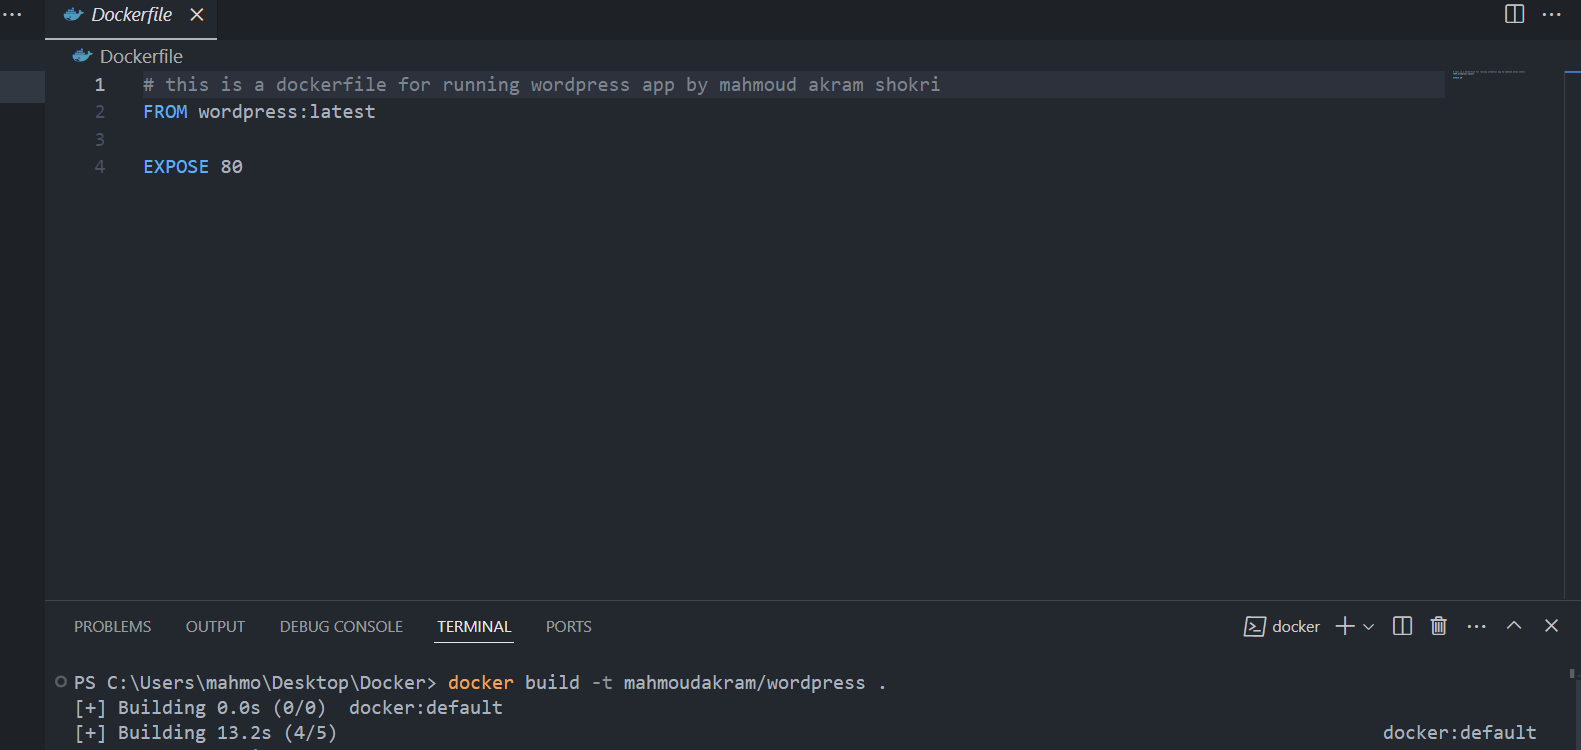 Dockerfile
Dockerfile
1 # this is a dockerfile for running wordpress app by mahmoud akram shokri
2 FROM wordpress:latest
3
4 EXPOSE 80
PROBLEMS OUTPUT DEBUG CONSOLE TERMINAL PORTS docker
PS C:\Users\mahmo\Desktop\Docker> docker build -t mahmoudakram/wordpress .
[+] Building 0.0s (0/0) docker:default
[+] Building 13.2s (4/5) docker:default